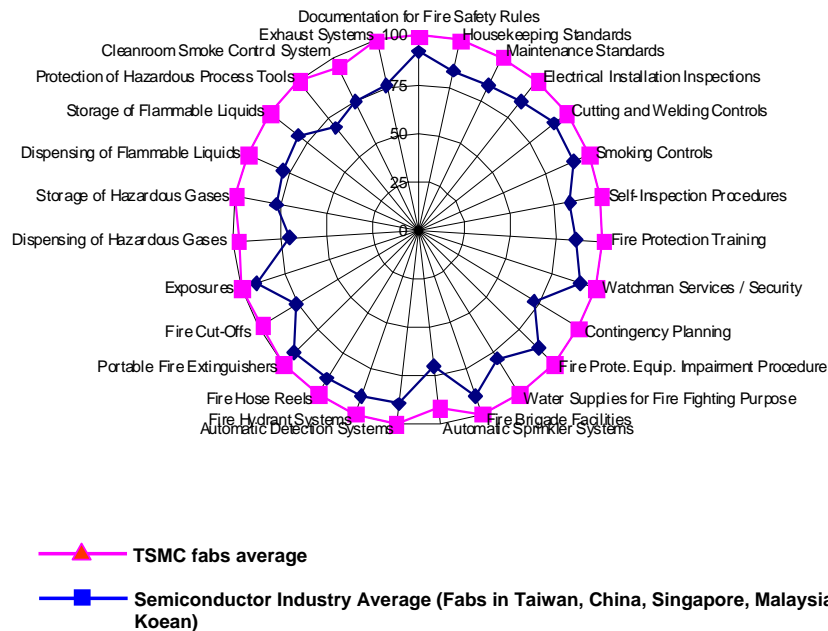 Documentation for Fire Safety Rules
Exhaust Systems
100
Housekeeping Standards
Cleanroom Smoke Control System
Maintenance Standards
Protection of Hazardous Process Tools
75
Electrical Installation Inspections
Storage of Flammable Liquids
Cutting and Welding Controls
50
Dispensing of Flammable Liquids
Smoking Controls
25
Storage of Hazardous Gases
Self-Inspection Procedures
0
Dispensing of Hazardous Gases
Fire Protection Training
Exposures
Watchman Services / Security
Fire Cut-Offs
Contingency Planning
Portable Fire Extinguishers
Fire Prote. Equip. Impairment Procedure
Fire Hose Reels
Water Supplies for Fire Fighting Purpose
Fire Hydrant Systems
Fire Brigade Facilities
Automatic Detection Systems
Automatic Sprinkler Systems
TSMC fabs average
Semiconductor Industry Average (Fabs in Taiwan, China, Singapore, Malaysia
Koean)